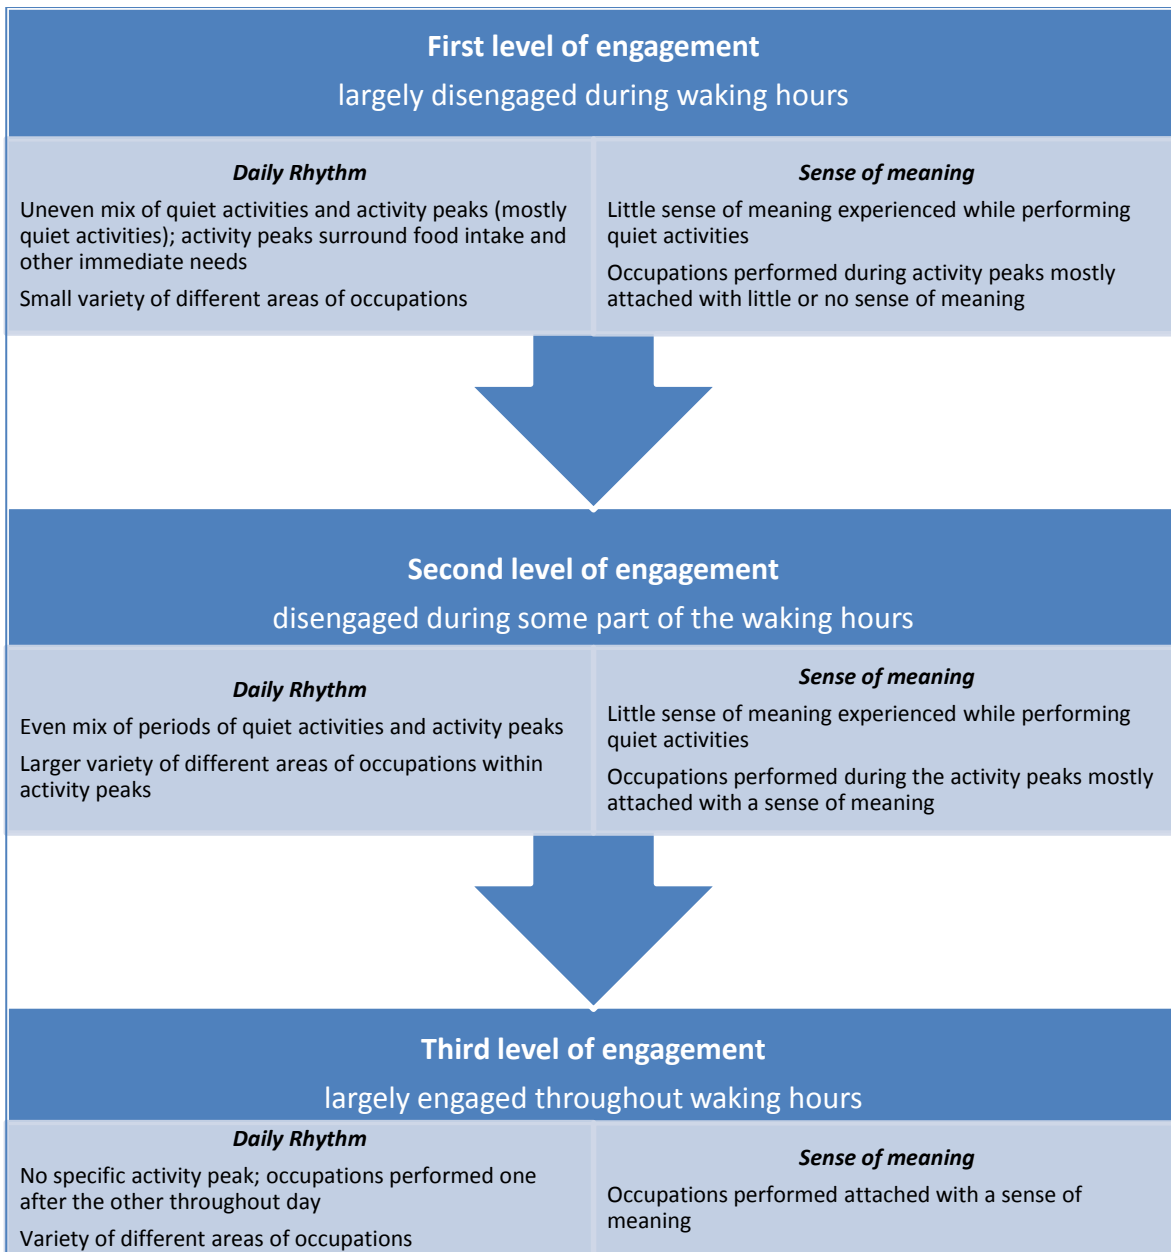 First level of engagement
largely disengaged during waking hours
Daily Rhythm
Uneven mix of quiet activities and activity peaks (mostly
quiet activities); activity peaks surround food intake and
other immediate needs
Small variety of different areas of occupations
Sense of meaning
Little sense of meaning experienced while performing
quiet activities
Occupations performed during activity peaks mostly
attached with little or no sense of meaning
Second level of engagement
disengaged during some part of the waking hours
Daily Rhythm
Even mix of periods of quiet activities and activity peaks
Larger variety of different areas of occupations within
activity peaks
Sense of meaning
Little sense of meaning experienced while performing
quiet activities
Occupations performed during the activity peaks mostly
attached with a sense of meaning
Third level of engagement
largely engaged throughout waking hours
Daily Rhythm
No specific activity peak; occupations performed one
after the other throughout day
Variety of different areas of occupations
Sense of meaning
Occupations performed attached with a sense of
meaning